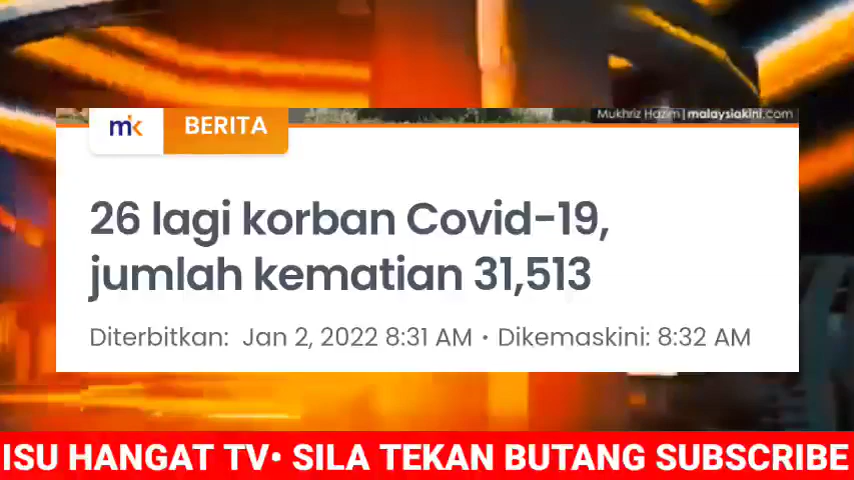 Mukhriz Hazim | malaysiakini.com
mk BERITA
26 lagi korban Covid-19,
jumlah kematian 31,513
Diterbitkan: Jan 2, 2022 8:31 AM • Dikemaskini: 8:32 AM
ISU HANGAT TV• SILA TEKAN BUTANG SUBSCRIBE